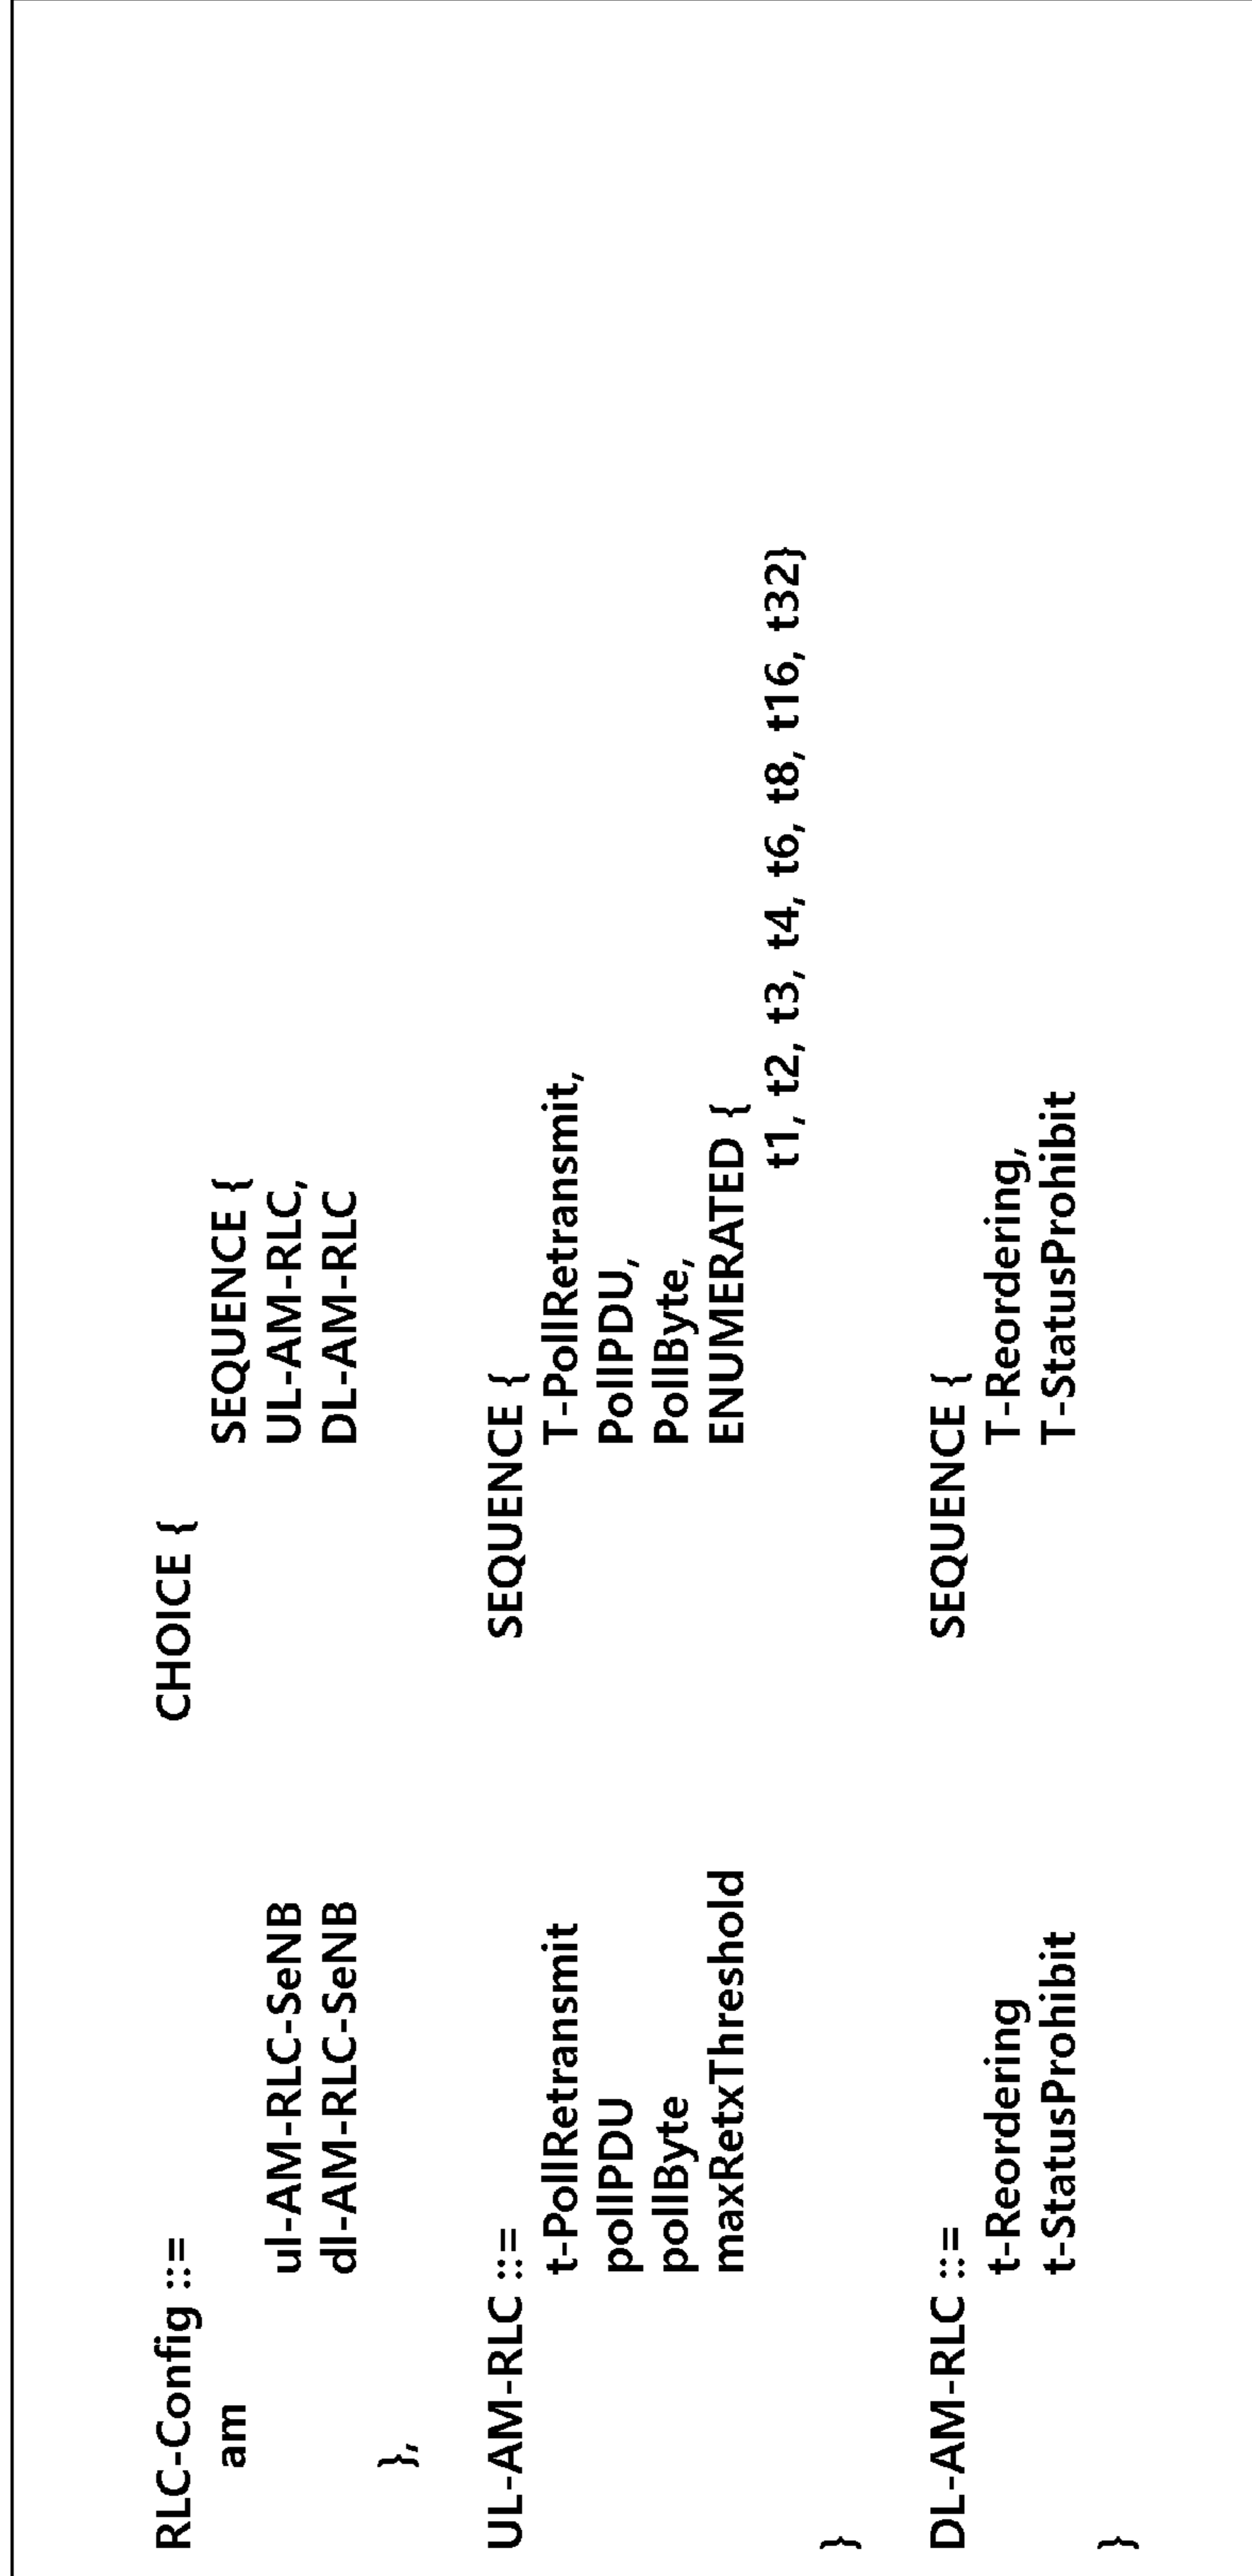 RLC-Config ::= CHOICE {
am SEQUENCE {
ul-AM-RLC-SeNB UL-AM-RLC,
dl-AM-RLC-SeNB DL-AM-RLC
},
UL-AM-RLC ::= SEQUENCE {
t-PollRetransmit T-PollRetransmit,
pollPDU PollPDU,
pollByte PollByte,
maxRetxThreshold ENUMERATED {
t1, t2, t3, t4, t6, t8, t16, t32}
}
DL-AM-RLC ::= SEQUENCE {
t-Reordering T-Reordering,
t-StatusProhibit T-StatusProhibit
}